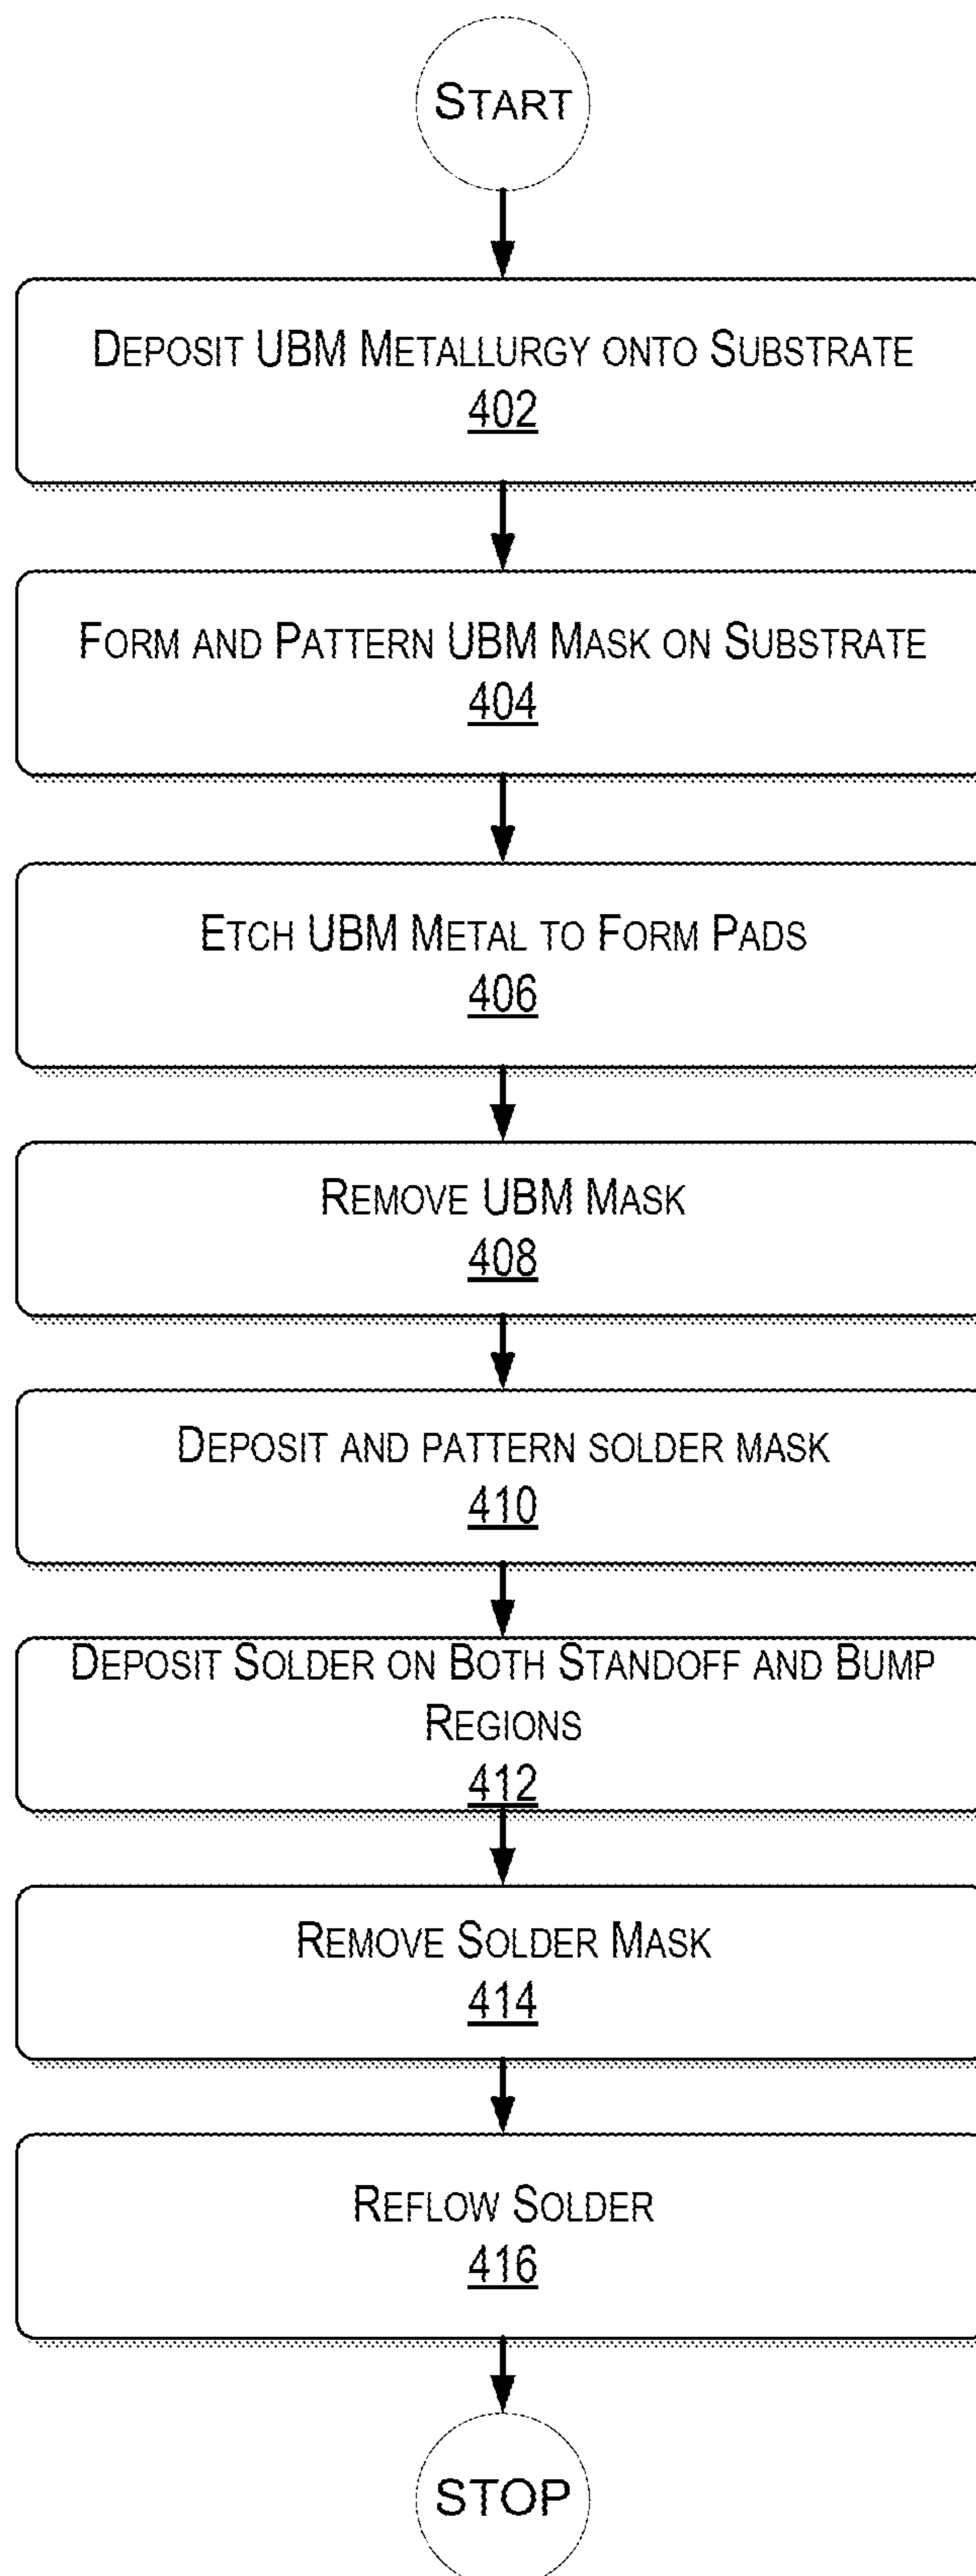 START
DEPOSIT UBM METALLURGY ONTO SUBSTRATE
402
FORM AND PATTERN UBM MASK ON SUBSTRATE
404
ETCH UBM METAL TO FORM PADS
406
REMOVE UBM MASK
408
DEPOSIT AND PATTERN SOLDER MASK
410
DEPOSIT SOLDER ON BOTH STANDOFF AND BUMP
REGIONS
412
REMOVE SOLDER MASK
414
REFLOW SOLDER
416
STOP